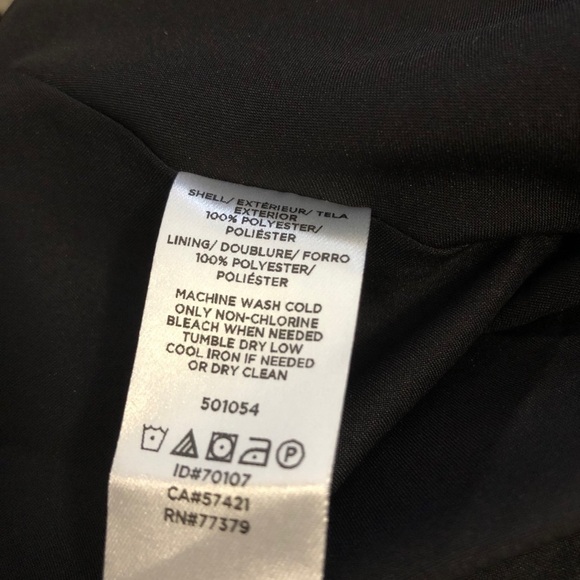 SHELL/ EXTÉRIEUR/ TELA
EXTERIOR
100% POLYESTER/
POLIÉSTER
LINING/ DOUBLURE/ FORRO
100% POLYESTER/
POLIÉSTER
MACHINE WASH COLD
ONLY NON-CHLORINE
BLEACH WHEN NEEDED
TUMBLE DRY LOW
COOL IRON IF NEEDED
OR DRY CLEAN
501054
P
ID#70107
CA#57421
RN#77379